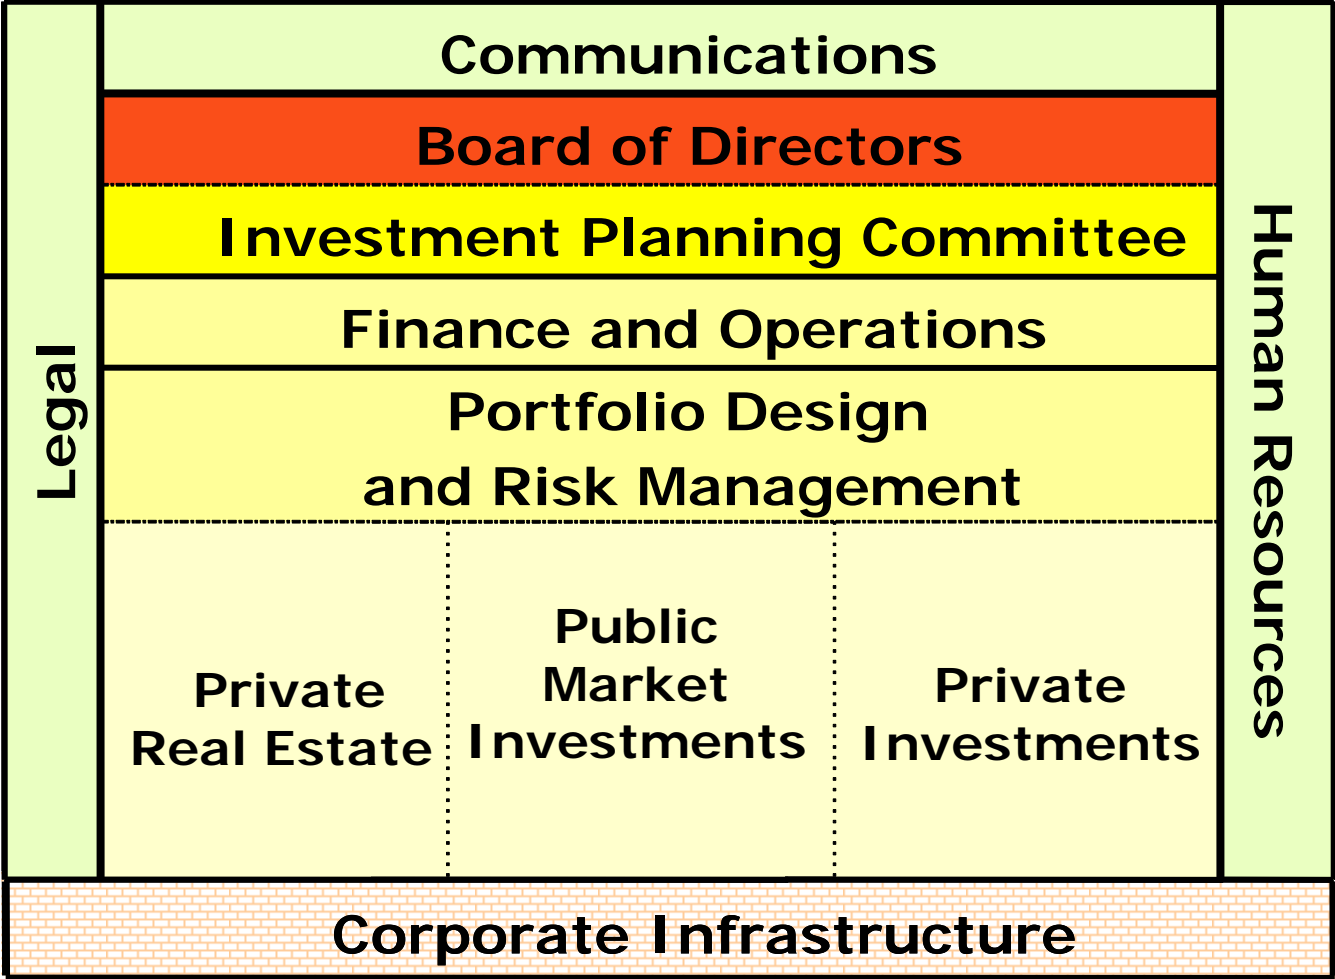 Communications
Board of Directors
Investment Planning Committee
Finance and Operations
Portfolio Design
and Risk Management
Legal
Human Resources
Private
Real Estate
Public
Market
Investments
Private
Investments
Corporate Infrastructure